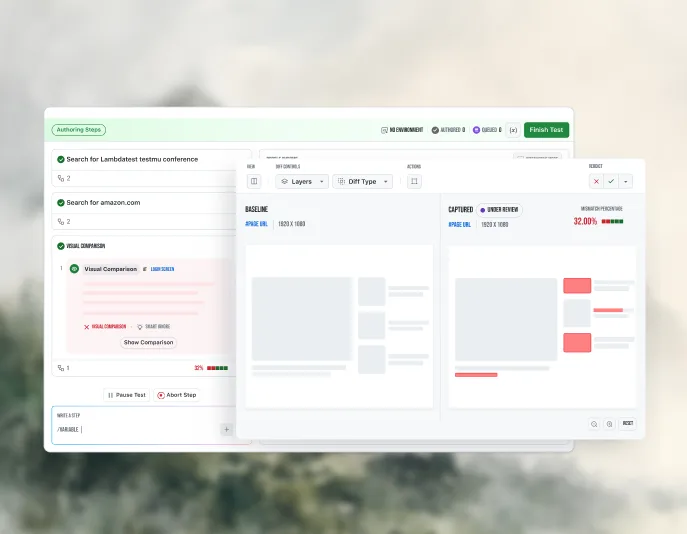 Authoring Steps
NO ENVIRONMENT
AUTHORED 0
QUEUED 0
(x)
Finish Test
Search for Lambdatest testmu conference
2
Search for amazon.com
2
VISUAL COMPARISON
1
Visual Comparison
LOGIN SCREEN
VISUAL COMPARISON
SMART IGNORE
Show Comparison
1
32%
Pause Test
Abort Step
WRITE A STEP
/VARIABLE
VIEW
DIFF CONTROLS
ACTIONS
VERDICT
Layers
Diff Type
BASELINE
#PAGE URL
1920 X 1080
CAPTURED
UNDER REVIEW
#PAGE URL
1920 X 1080
MISMATCH PERCENTAGE
32.00%
RESET